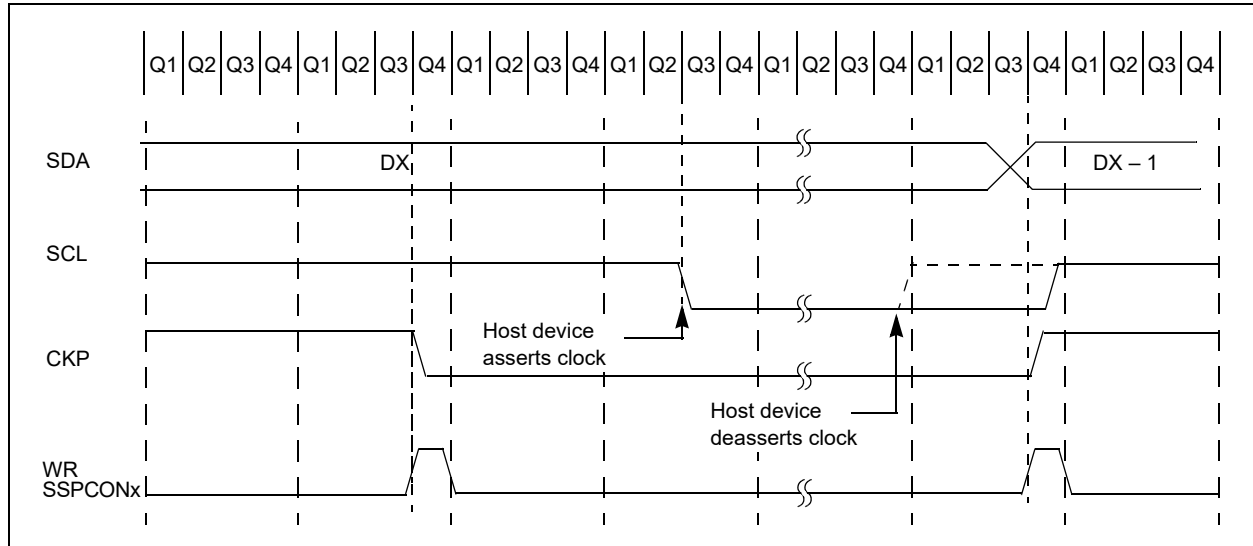 Q1 Q2 Q3 Q4 Q1 Q2 Q3 Q4 Q1 Q2 Q3 Q4 Q1 Q2 Q3 Q4 Q1 Q2 Q3 Q4 Q1 Q2 Q3 Q4 Q1 Q2 Q3 Q4
SDA
DX
DX – 1
SCL
Host device
asserts clock
CKP
Host device
deasserts clock
WR
SSPCONx